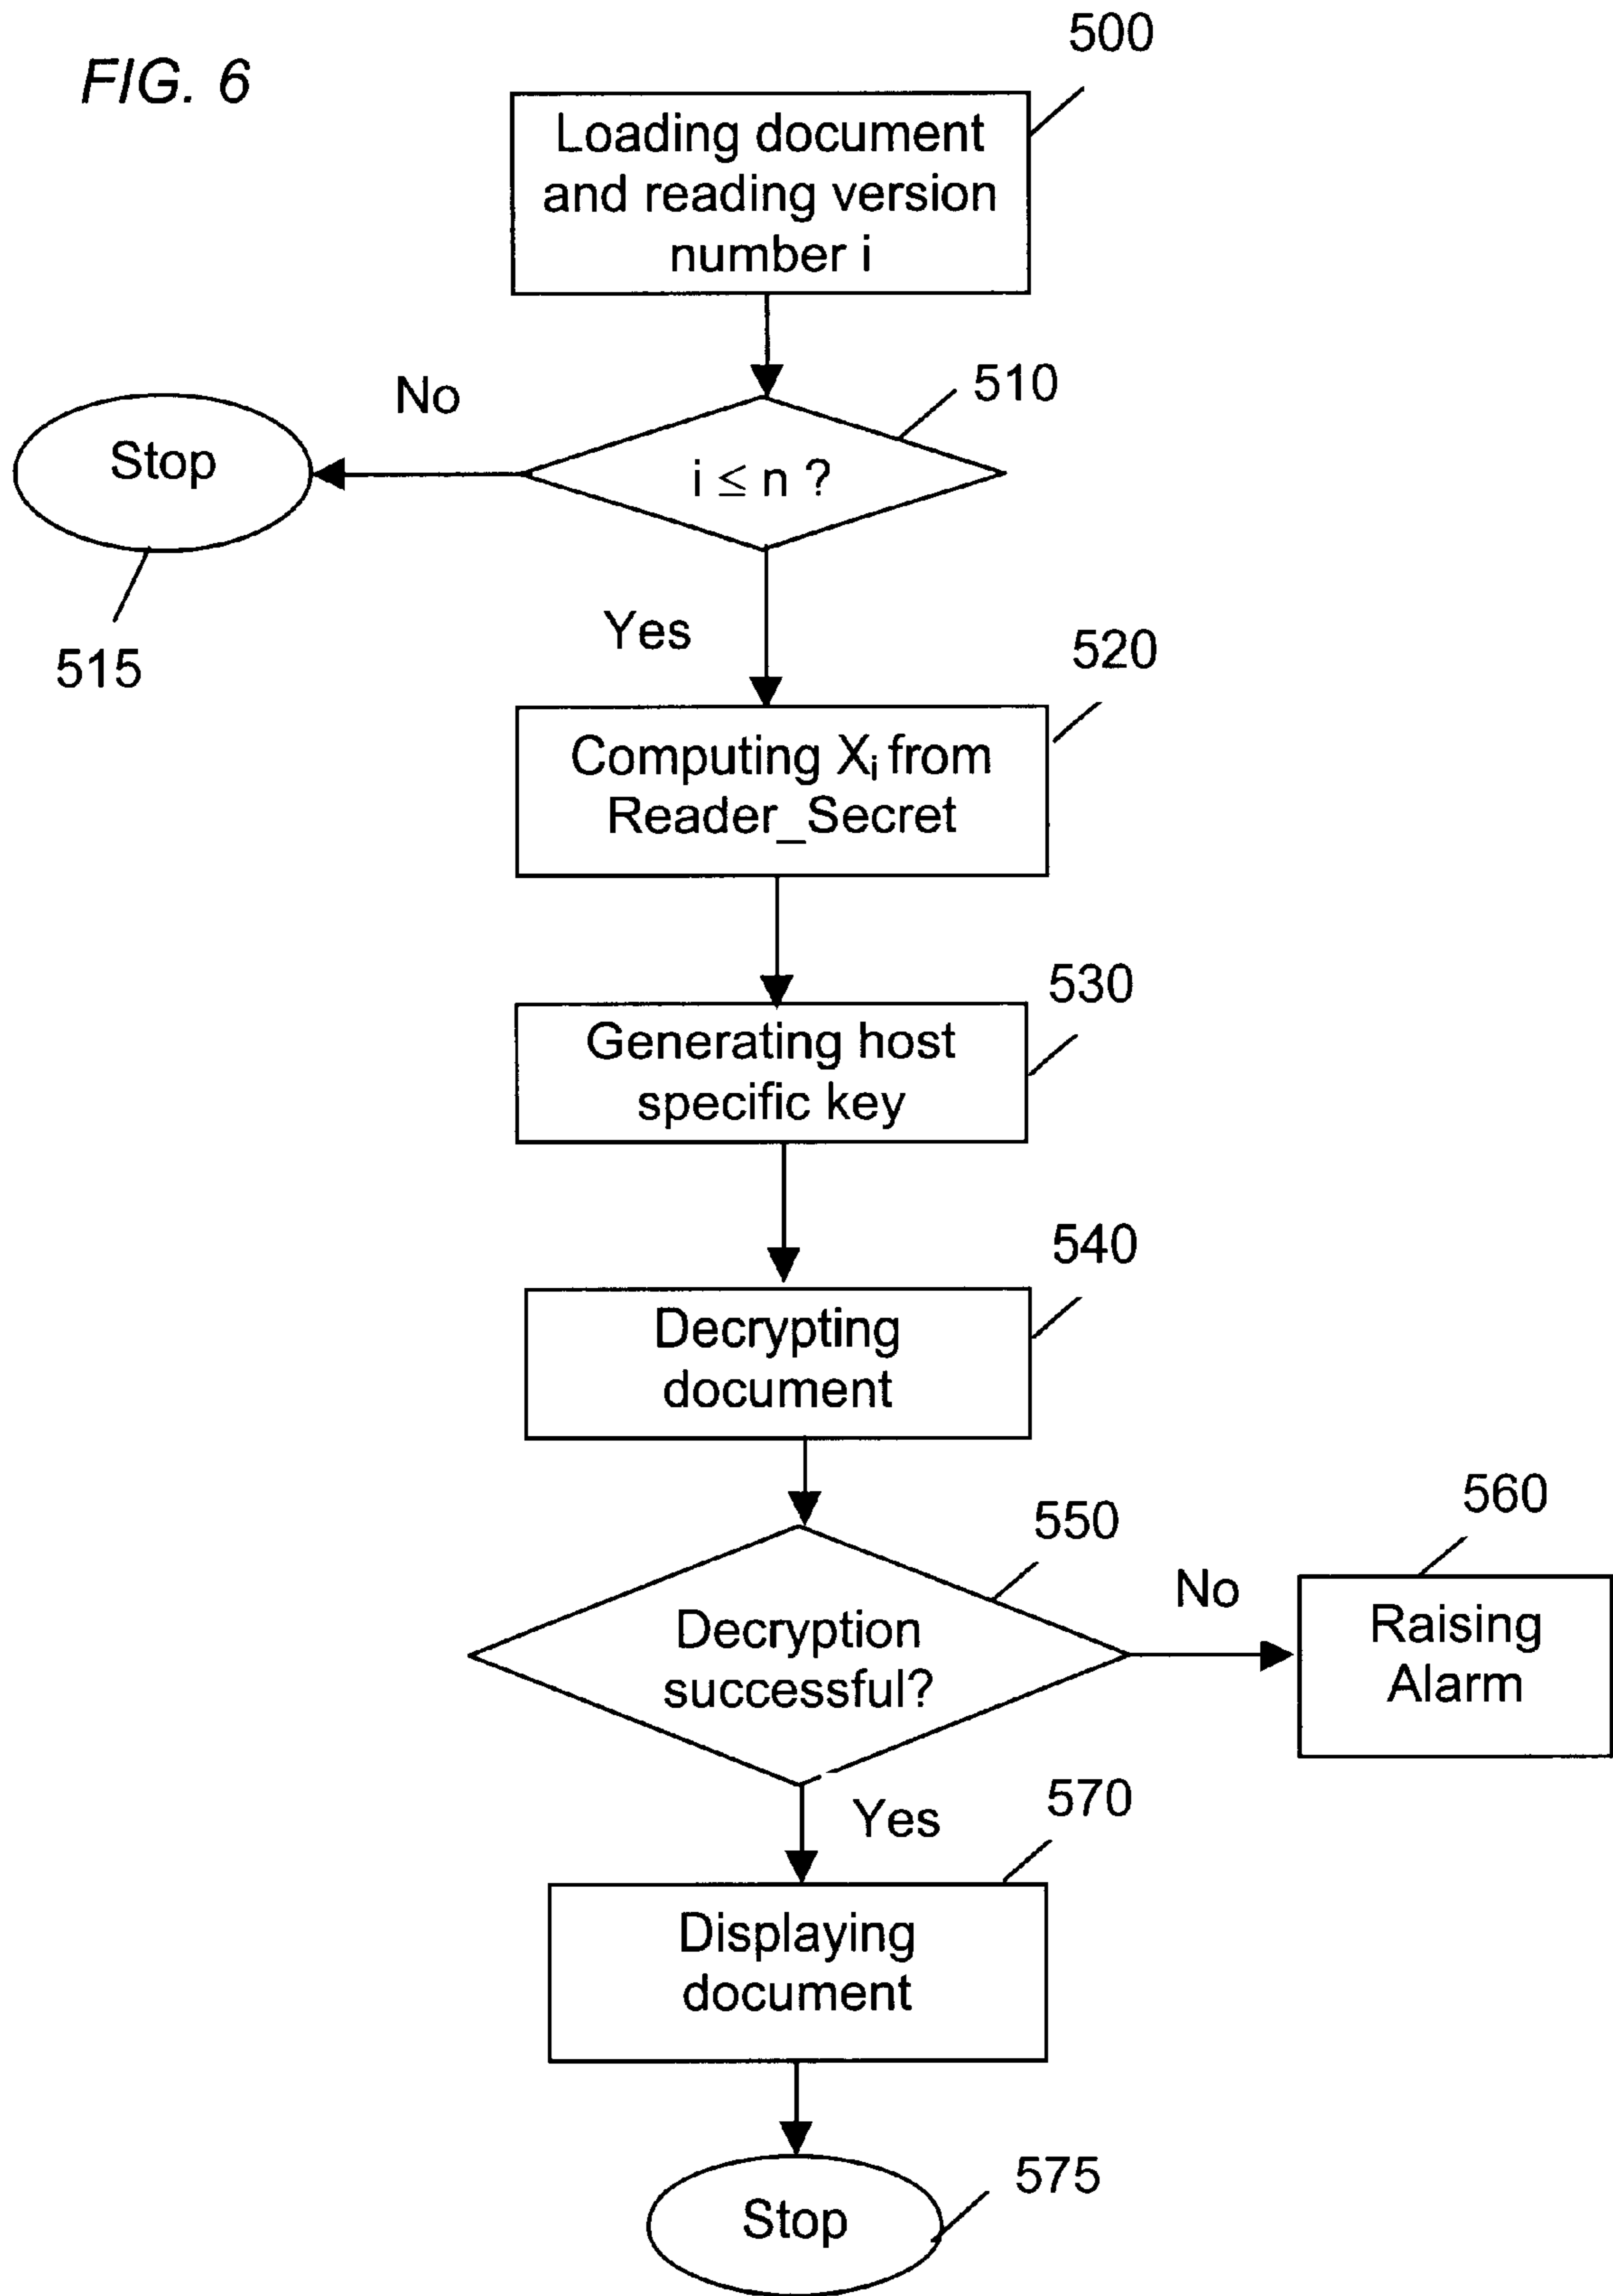 FIG. 6
500
Loading document
and reading version
number i
No
510
Stop
i ≤ n ?
515
Yes
520
Computing Xᵢ from
Reader_Secret
530
Generating host
specific key
540
Decrypting
document
550
560
Decryption
successful?
No
Raising
Alarm
Yes
570
Displaying
document
575
Stop